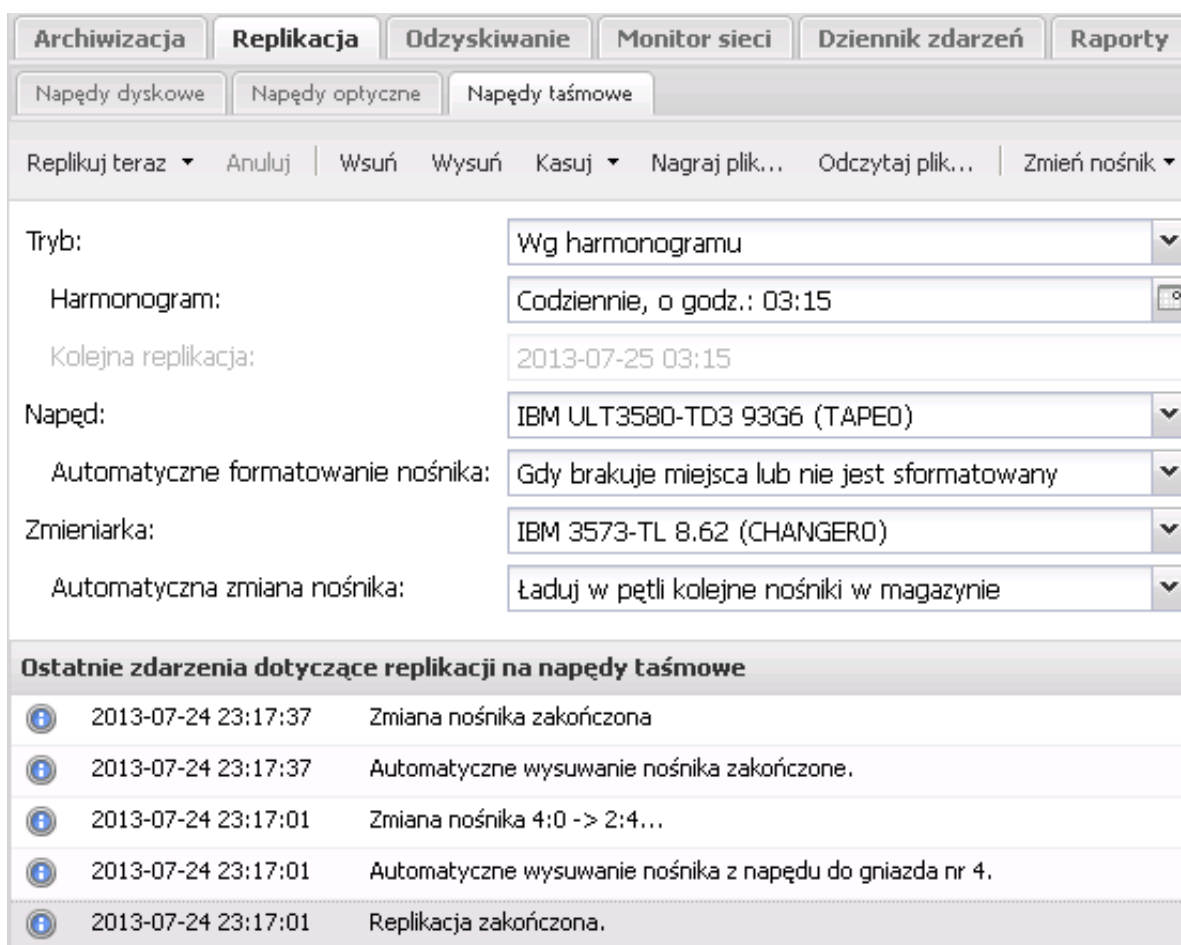 Archiwizacja Replikacja Odzyskiwanie Monitor sieci Dziennik zdarzeń Raporty
Napędy dyskowe Napędy optyczne Napędy taśmowe
Replikuj teraz Anuluj Wsuń Wysuń Kasuj Nagraj plik... Odczytaj plik... Zmień nośnik
Tryb: Wg harmonogramu
Harmonogram: Codziennie, o godz.: 03:15
Kolejna replikacja: 2013-07-25 03:15
Napęd: IBM ULT3580-TD3 93G6 (TAPE0)
Automatyczne formatowanie nośnika: Gdy brakuje miejsca lub nie jest sformatowany
Zmieniarka: IBM 3573-TL 8.62 (CHANGER0)
Automatyczna zmiana nośnika: Ładuj w pętli kolejne nośniki w magazynie
Ostatnie zdarzenia dotyczące replikacji na napędy taśmowe
2013-07-24 23:17:37 Zmiana nośnika zakończona
2013-07-24 23:17:37 Automatyczne wysuwanie nośnika zakończone.
2013-07-24 23:17:01 Zmiana nośnika 4:0 -> 2:4...
2013-07-24 23:17:01 Automatyczne wysuwanie nośnika z napędu do gniazda nr 4.
2013-07-24 23:17:01 Replikacja zakończona.